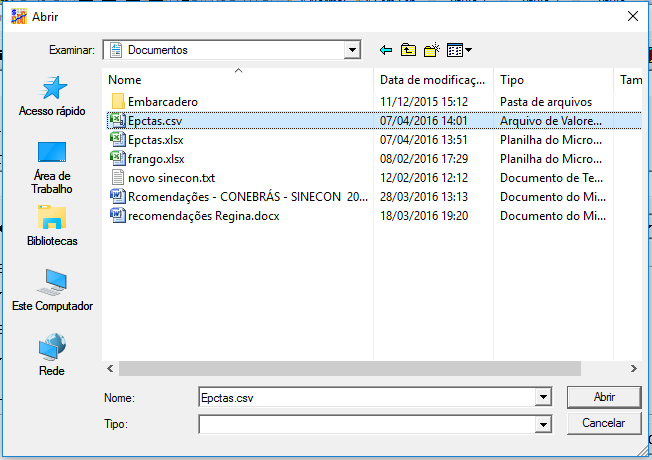 Abrir
Examinar: Documentos
Nome Data de modificaç... Tipo Tam
Embarcadero 11/12/2015 15:12 Pasta de arquivos
Epctas.csv 07/04/2016 14:01 Arquivo de Valore...
Epctas.xlsx 07/04/2016 13:51 Planilha do Micro...
frango.xlsx 08/02/2016 17:29 Planilha do Micro...
novo sinecon.txt 12/02/2016 12:12 Documento de Te...
Rcomendações - CONEBRÁS - SINECON 20... 28/03/2016 13:13 Documento do Mi...
recomendações Regina.docx 18/03/2016 19:20 Documento do Mi...
Acesso rápido
Área de
Trabalho
Bibliotecas
Este Computador
Rede
Nome: Epctas.csv Abrir
Tipo: Cancelar